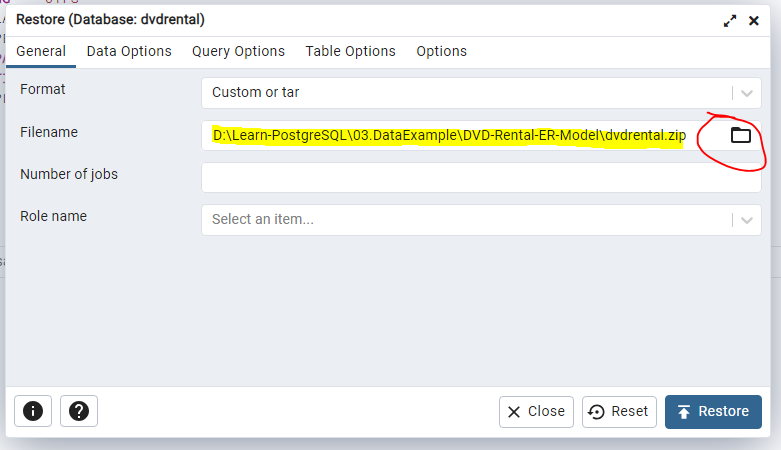 Restore (Database: dvdrental)
General Data Options Query Options Table Options Options
Format Custom or tar
Filename D:\Learn-PostgreSQL\03.DataExample\DVD-Rental-ER-Model\dvdrental.zip
Number of jobs
Role name Select an item...
Close Reset Restore